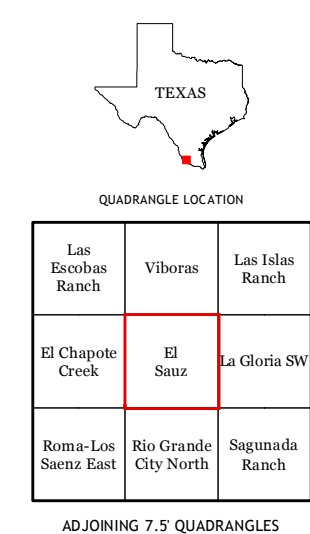 TEXAS
QUADRANGLE LOCATION
Las
Escobas
Ranch
Viboras
Las Islas
Ranch
El Chapote
Creek
El
Sauz
La Gloria SW
Roma-Los
Saenz East
Rio Grande
City North
Sagunada
Ranch
ADJOINING 7.5' QUADRANGLES